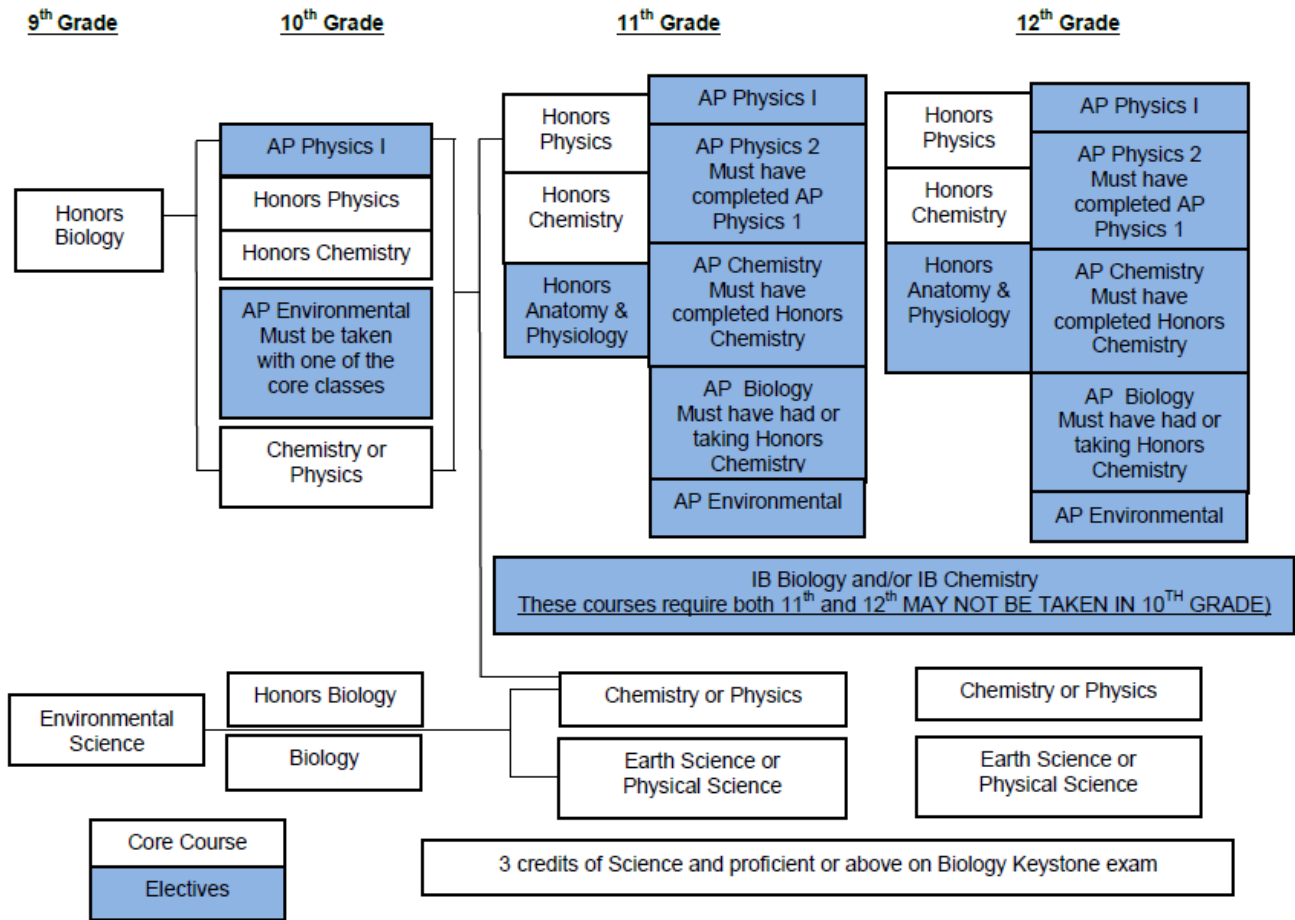 9th Grade
10th Grade
11th Grade
12th Grade
Honors
Biology
AP Physics I
Honors Physics
Honors Chemistry
AP Environmental
Must be taken
with one of the
core classes
Chemistry or
Physics
Honors
Physics
Honors
Chemistry
Honors
Anatomy &
Physiology
AP Physics I
AP Physics 2
Must have
completed AP
Physics 1
AP Chemistry
Must have
completed Honors
Chemistry
AP Biology
Must have had or
taking Honors
Chemistry
AP Environmental
Honors
Physics
Honors
Chemistry
Honors
Anatomy &
Physiology
AP Physics I
AP Physics 2
Must have
completed AP
Physics 1
AP Chemistry
Must have
completed Honors
Chemistry
AP Biology
Must have had or
taking Honors
Chemistry
AP Environmental
IB Biology and/or IB Chemistry
These courses require both 11th and 12th MAY NOT BE TAKEN IN 10TH GRADE)
Environmental
Science
Honors Biology
Biology
Chemistry or Physics
Earth Science or
Physical Science
Chemistry or Physics
Earth Science or
Physical Science
Core Course
Electives
3 credits of Science and proficient or above on Biology Keystone exam